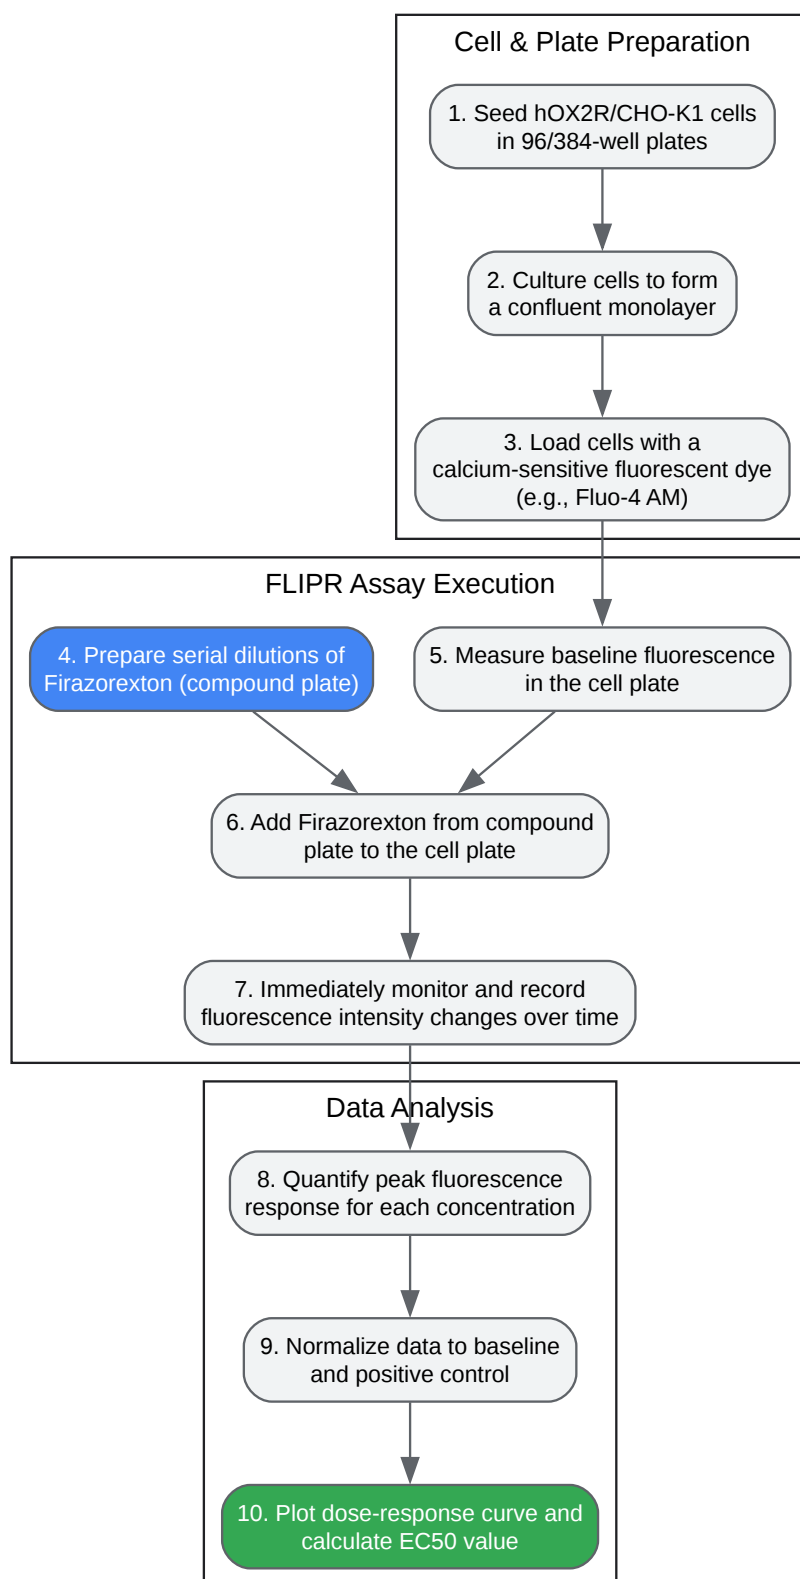 Cell & Plate Preparation
1. Seed hOX2R/CHO-K1 cells
in 96/384-well plates
2. Culture cells to form
a confluent monolayer
3. Load cells with a
calcium-sensitive fluorescent dye
(e.g., Fluo-4 AM)
FLIPR Assay Execution
4. Prepare serial dilutions of
Firazorexton (compound plate)
5. Measure baseline fluorescence
in the cell plate
6. Add Firazorexton from compound
plate to the cell plate
7. Immediately monitor and record
fluorescence intensity changes over time
Data Analysis
8. Quantify peak fluorescence
response for each concentration
9. Normalize data to baseline
and positive control
10. Plot dose-response curve and
calculate EC50 value